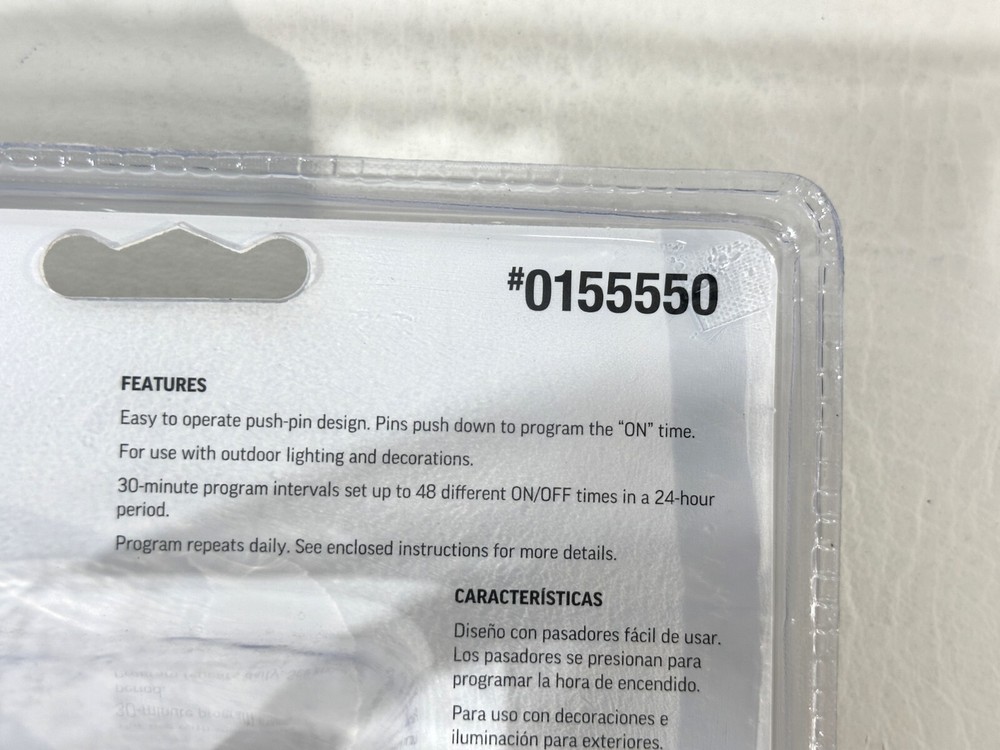 #0155550
FEATURES
Easy to operate push-pin design. Pins push down to program the “ON” time.
For use with outdoor lighting and decorations.
30-minute program intervals set up to 48 different ON/OFF times in a 24-hour
period.
Program repeats daily. See enclosed instructions for more details.
CARACTERÍSTICAS
Diseño con pasadores fácil de usar.
Los pasadores se presionan para
programar la hora de encendido.
Para uso con decoraciones e
iluminación para exteriores.